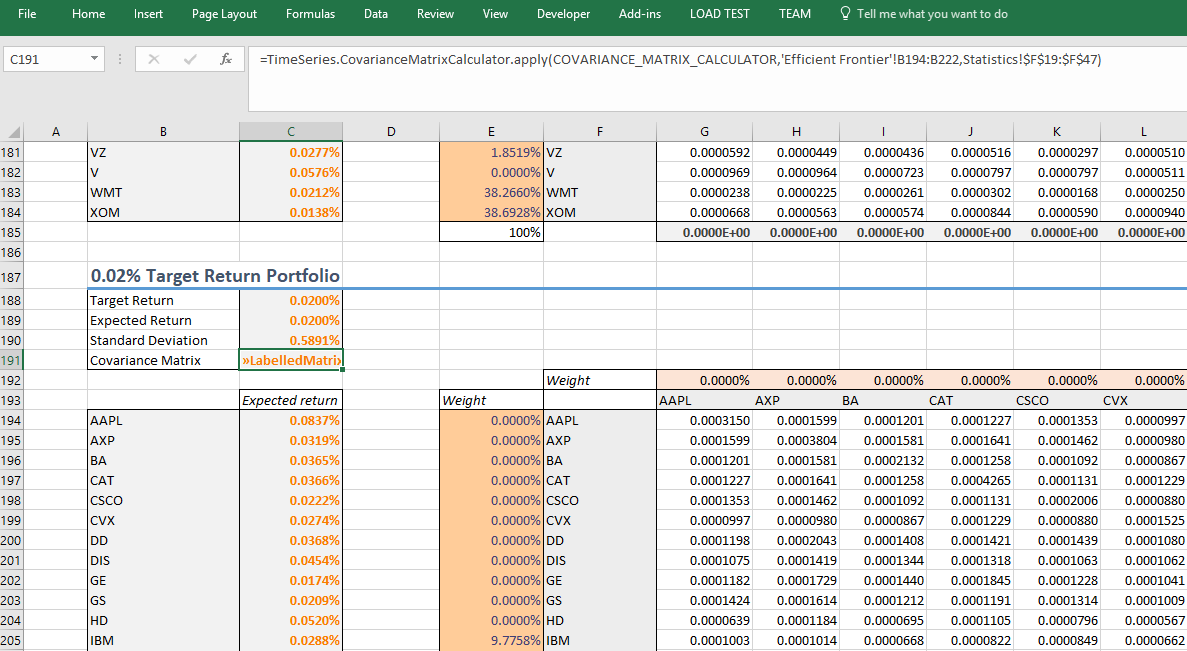 File Home Insert Page Layout Formulas Data Review View Developer Add-ins LOAD TEST TEAM Tell me what you want to do
C191 fx =TimeSeries.CovarianceMatrixCalculator.apply(COVARIANCE_MATRIX_CALCULATOR,'Efficient Frontier'!B194:B222,Statistics!$F$19:$F$47)
A B C D E F G H I J K L
181 VZ 0.0277% 1.8519% VZ 0.0000592 0.0000449 0.0000436 0.0000516 0.0000297 0.0000510
182 V 0.0576% 0.0000% V 0.0000969 0.0000964 0.0000723 0.0000797 0.0000797 0.0000511
183 WMT 0.0212% 38.2660% WMT 0.0000238 0.0000225 0.0000261 0.0000302 0.0000168 0.0000250
184 XOM 0.0138% 38.6928% XOM 0.0000668 0.0000563 0.0000574 0.0000844 0.0000590 0.0000940
185 100% 0.0000E+00 0.0000E+00 0.0000E+00 0.0000E+00 0.0000E+00 0.0000E+00
186
187 0.02% Target Return Portfolio
188 Target Return 0.0200%
189 Expected Return 0.0200%
190 Standard Deviation 0.5891%
191 Covariance Matrix »LabelledMatrix
192 Weight 0.0000% 0.0000% 0.0000% 0.0000% 0.0000% 0.0000%
193 Expected return Weight AAPL AXP BA CAT CSCO CVX
194 AAPL 0.0837% 0.0000% AAPL 0.0003150 0.0001599 0.0001201 0.0001227 0.0001353 0.0000997
195 AXP 0.0319% 0.0000% AXP 0.0001599 0.0003804 0.0001581 0.0001641 0.0001462 0.0000980
196 BA 0.0365% 0.0000% BA 0.0001201 0.0001581 0.0002132 0.0001258 0.0001092 0.0000867
197 CAT 0.0366% 0.0000% CAT 0.0001227 0.0001641 0.0001258 0.0004265 0.0001131 0.0001229
198 CSCO 0.0222% 0.0000% CSCO 0.0001353 0.0001462 0.0001092 0.0001131 0.0002006 0.0000880
199 CVX 0.0274% 0.0000% CVX 0.0000997 0.0000980 0.0000867 0.0001229 0.0000880 0.0001525
200 DD 0.0368% 0.0000% DD 0.0001198 0.0002043 0.0001408 0.0001421 0.0001439 0.0001080
201 DIS 0.0454% 0.0000% DIS 0.0001075 0.0001419 0.0001344 0.0001318 0.0001063 0.0001062
202 GE 0.0174% 0.0000% GE 0.0001182 0.0001729 0.0001440 0.0001845 0.0001228 0.0001041
203 GS 0.0209% 0.0000% GS 0.0001424 0.0001614 0.0001212 0.0001191 0.0001314 0.0001009
204 HD 0.0520% 0.0000% HD 0.0000639 0.0001184 0.0000695 0.0001105 0.0000796 0.0000567
205 IBM 0.0288% 9.7758% IBM 0.0001003 0.0001014 0.0000668 0.0000822 0.0000849 0.0000662